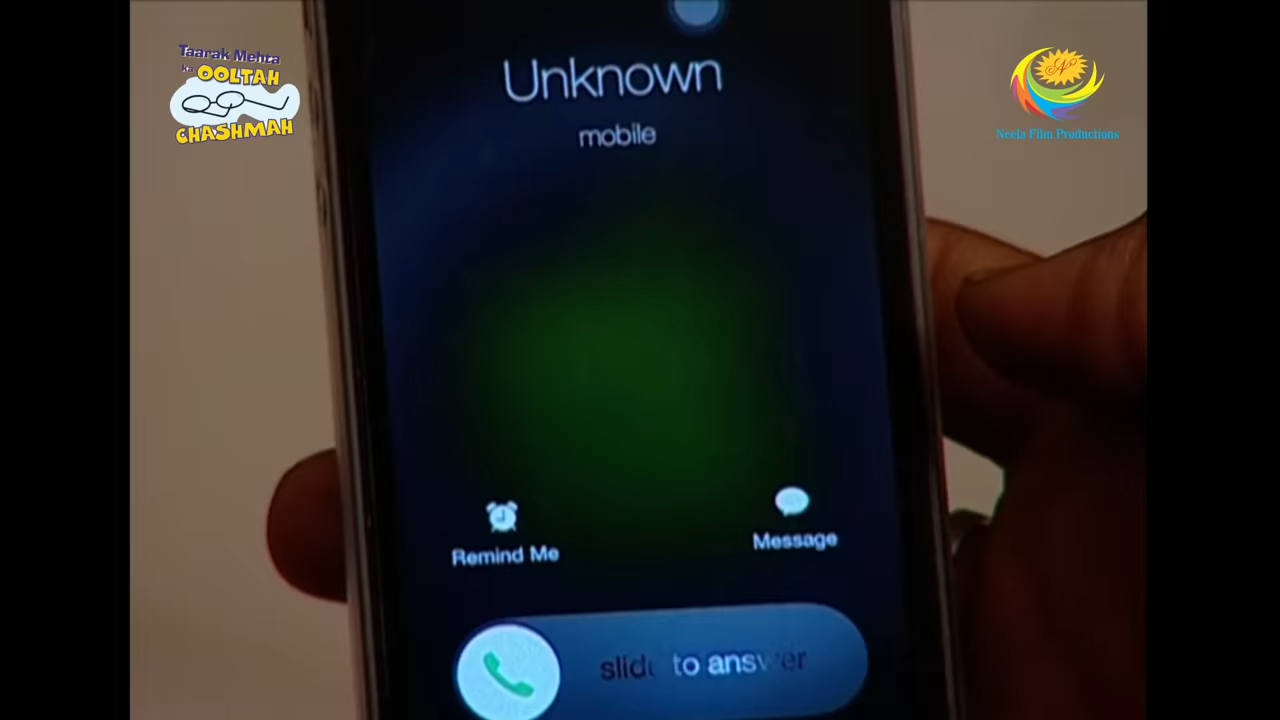 Taarak Mehta
ka OOLTAH
CHASHMAH
Neela Film Productions
Unknown
mobile
Remind Me
Message
slide to answer